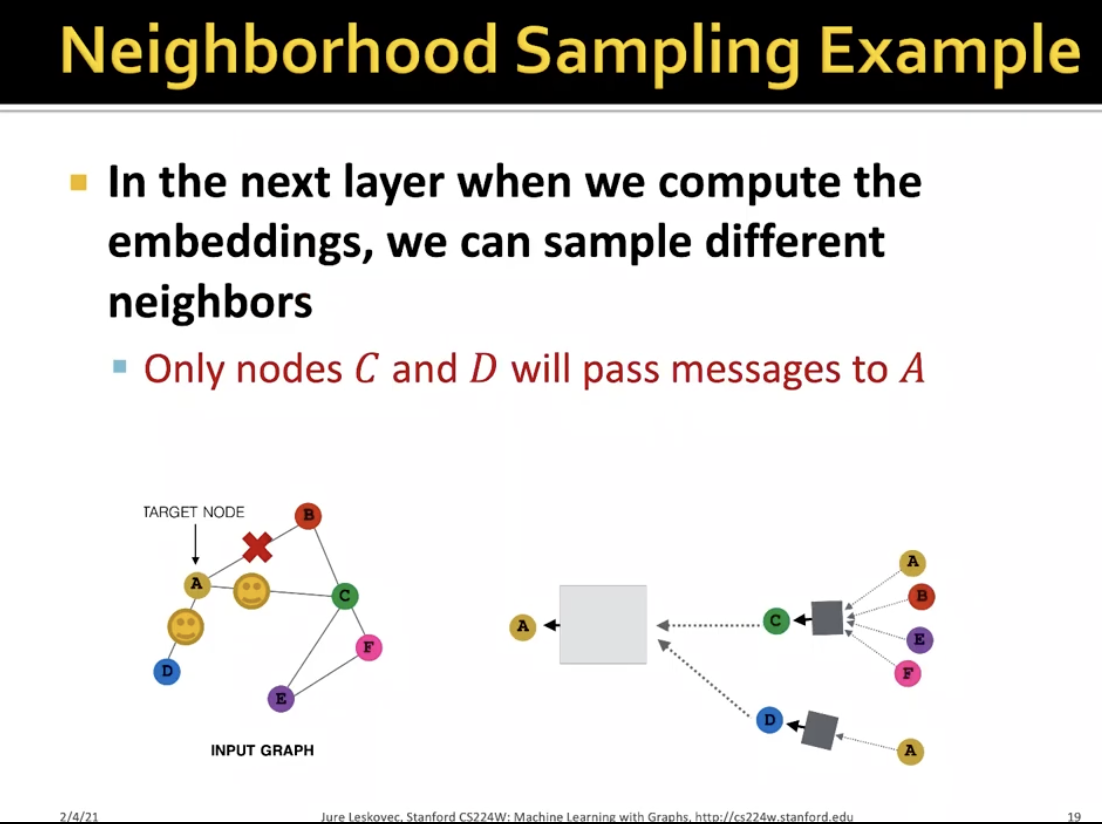 Neighborhood Sampling Example
In the next layer when we compute the
embeddings, we can sample different
neighbors
Only nodes C and D will pass messages to A
TARGET NODE
B
A
C
F
D
E
INPUT GRAPH
A
C
D
A
B
E
F
A
2/4/21
Jure Leskovec, Stanford CS224W: Machine Learning with Graphs, http://cs224w.stanford.edu
19